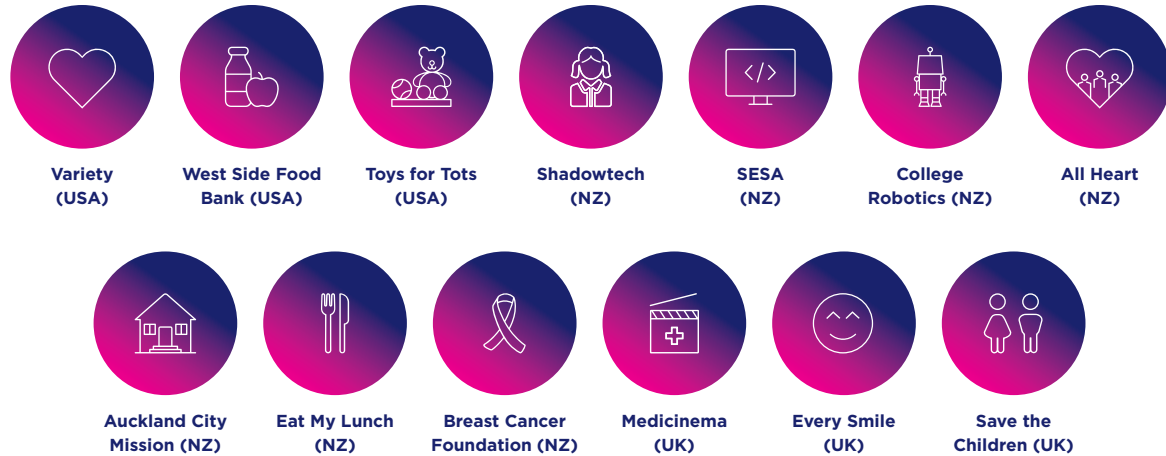 Variety
(USA)
West Side Food
Bank (USA)
Toys for Tots
(USA)
Shadowtech
(NZ)
</>
SESA
(NZ)
College
Robotics (NZ)
All Heart
(NZ)
Auckland City
Mission (NZ)
Eat My Lunch
(NZ)
Breast Cancer
Foundation (NZ)
Medicinema
(UK)
Every Smile
(UK)
Save the
Children (UK)